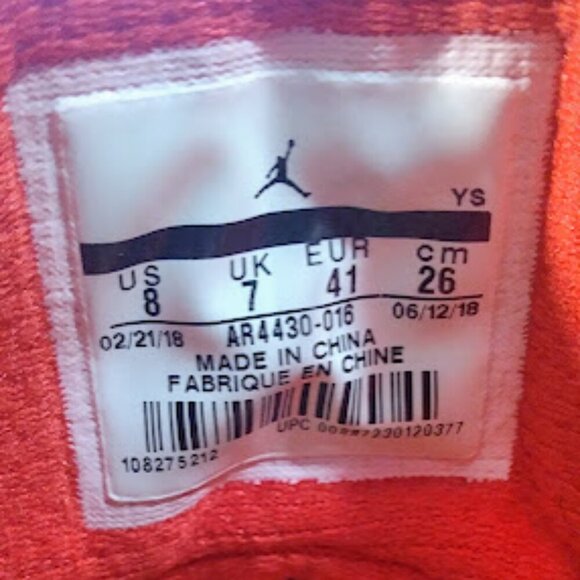 YS
US UK EUR cm
8 7 41 26
02/21/18 AR4430-016 06/12/18
MADE IN CHINA
FABRIQUE EN CHINE
UPC
108275212